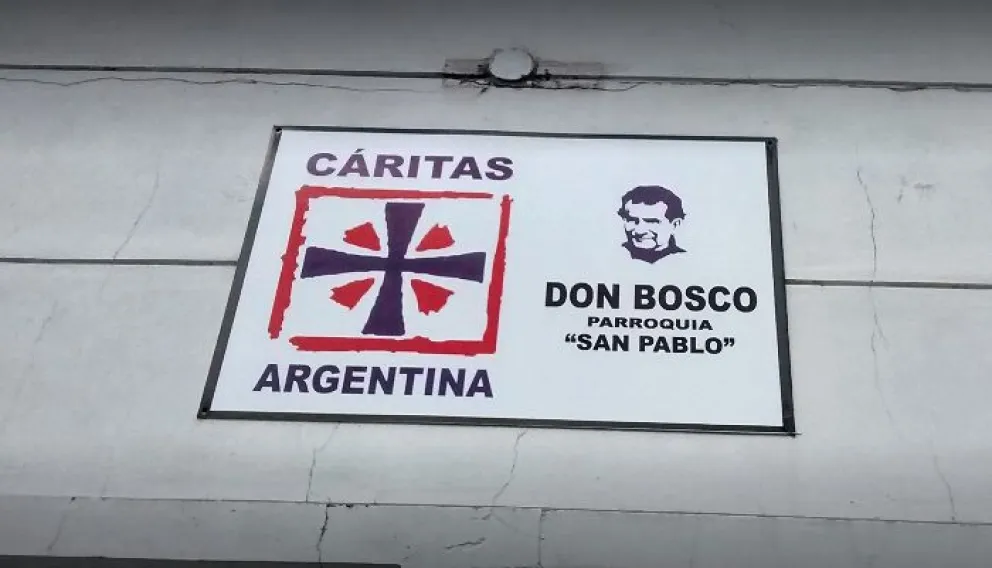 CÁRITAS
ARGENTINA
DON BOSCO
PARROQUIA
“SAN PABLO”